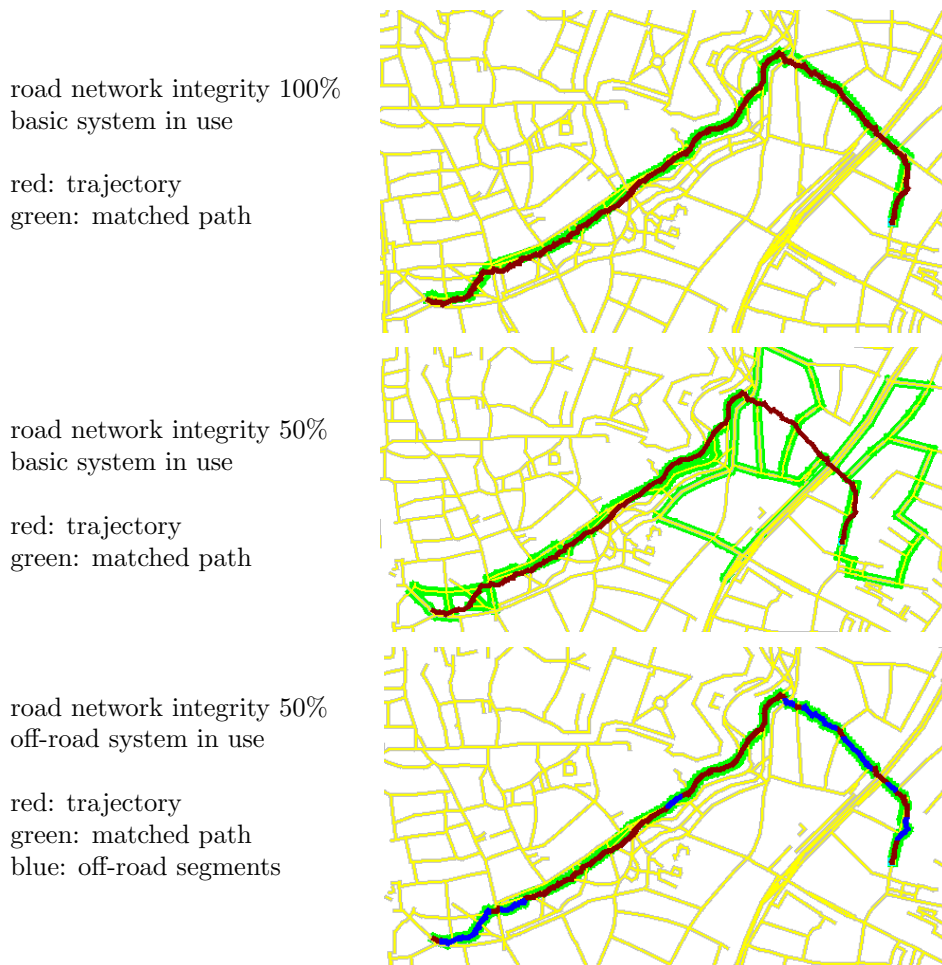 road network integrity 100%
basic system in use
red: trajectory
green: matched path
road network integrity 50%
basic system in use
red: trajectory
green: matched path
road network integrity 50%
off-road system in use
red: trajectory
green: matched path
blue: off-road segments